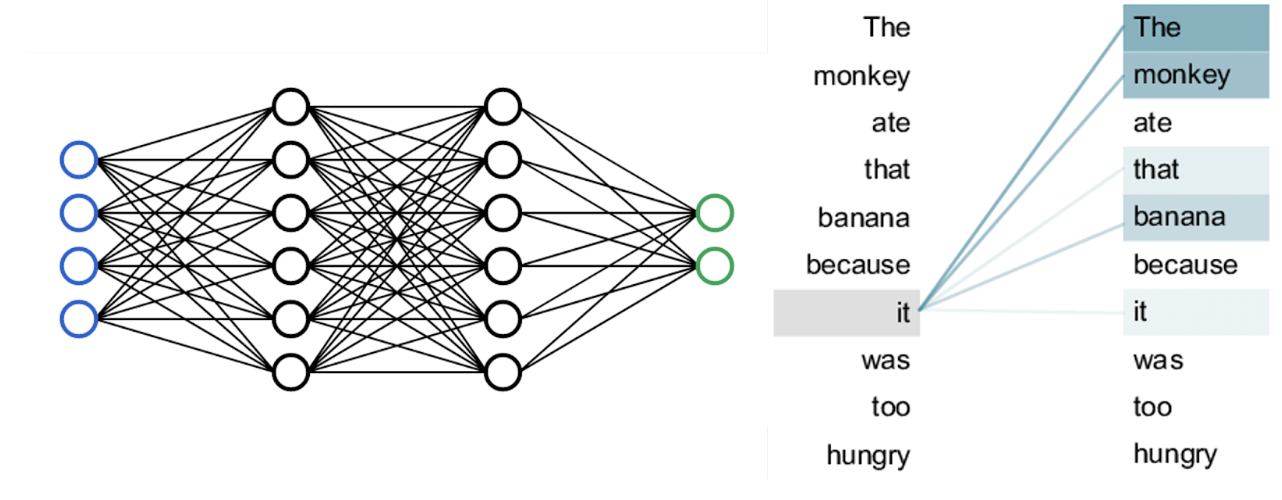 The The
monkey monkey
ate ate
that that
banana banana
because because
it it
was was
too too
hungry hungry